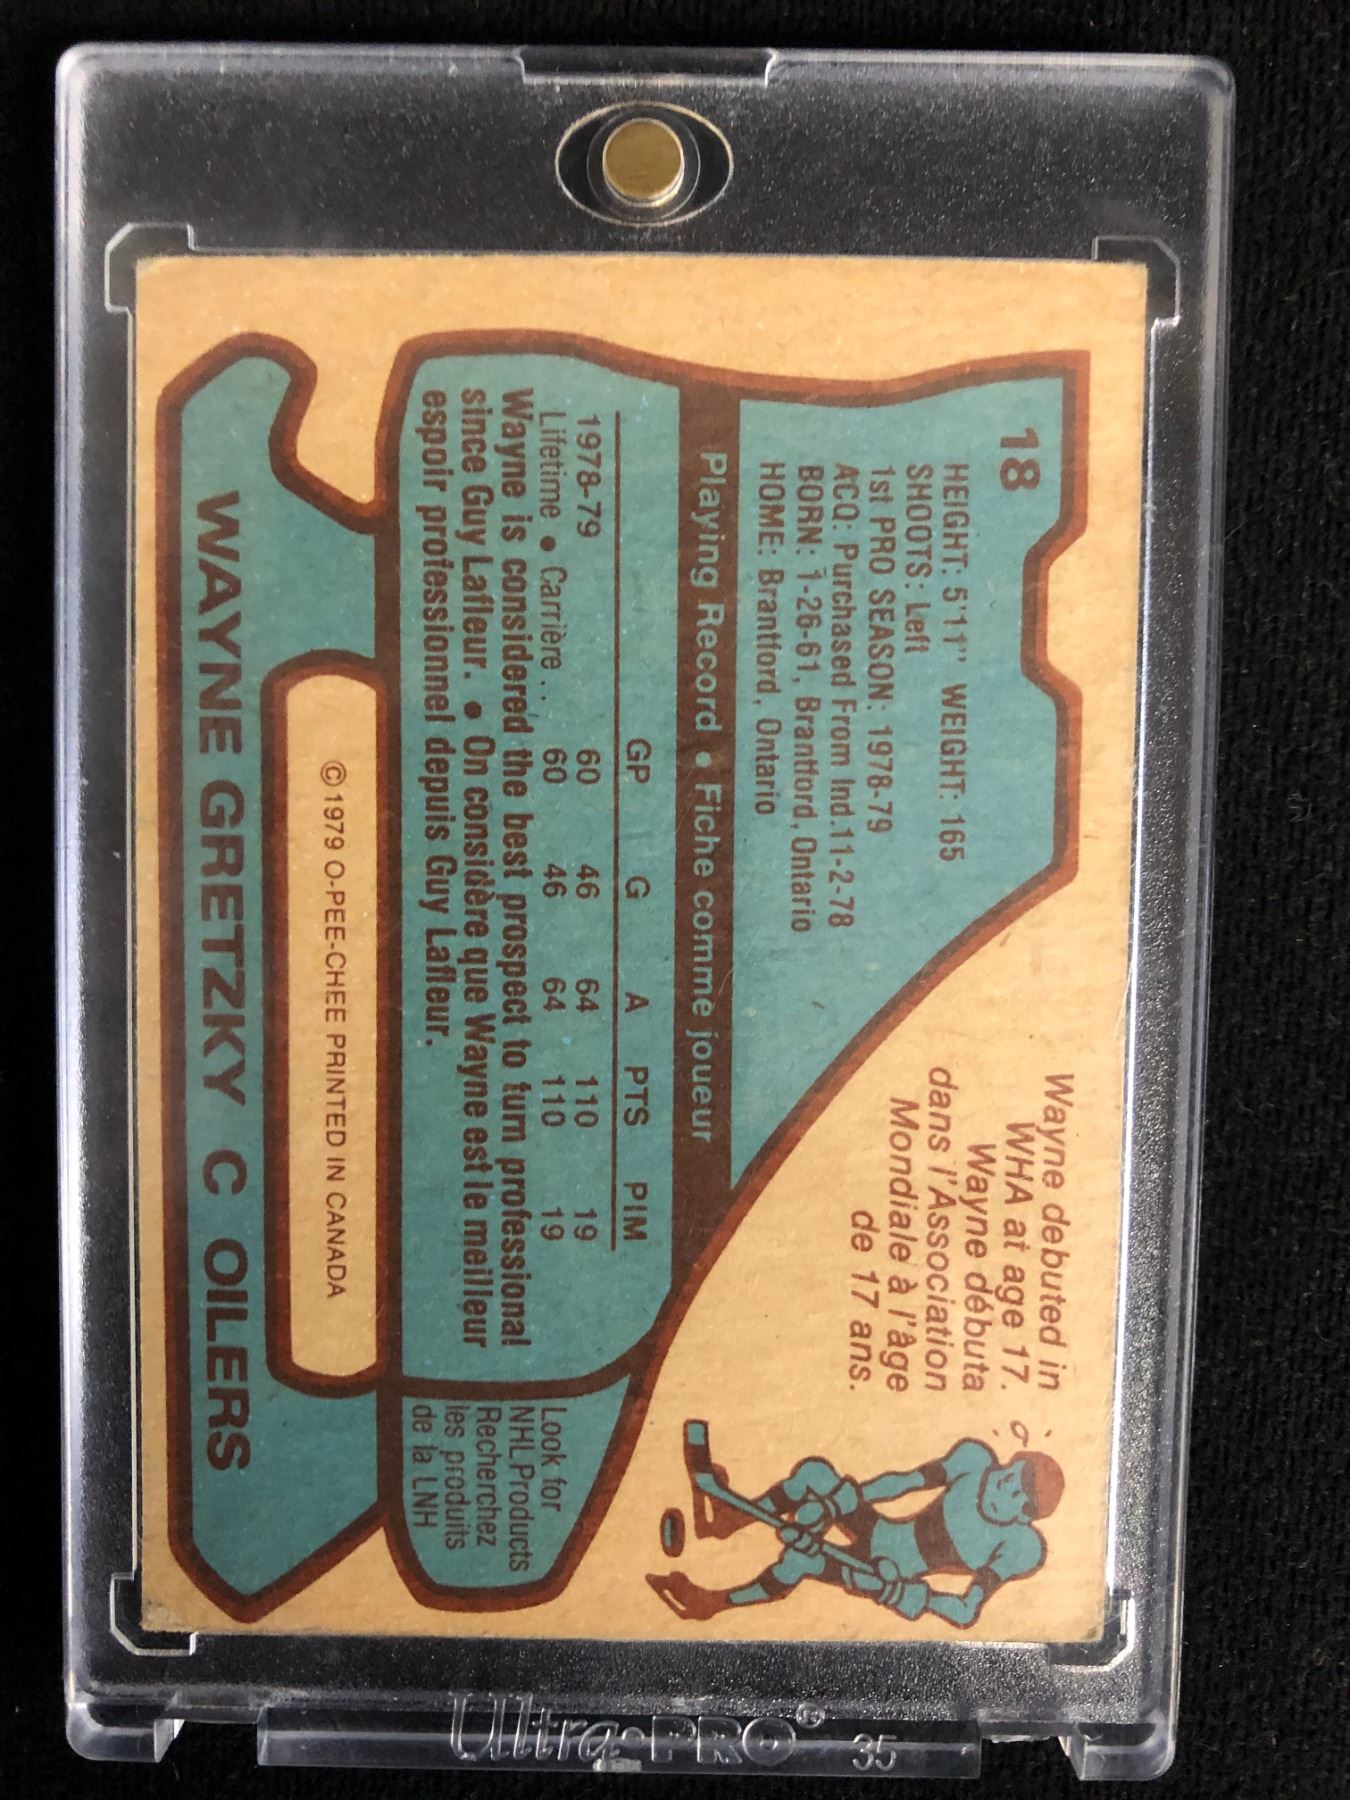 18
HEIGHT: 5'11" WEIGHT: 165
SHOOTS: Left
1st PRO SEASON: 1978-79
ACQ: Purchased From Ind. 11-2-78
BORN: 1-26-61, Brantford, Ontario
HOME: Brantford, Ontario
Wayne debuted in
WHA at age 17.
Wayne débuta
dans l'Association
Mondiale à l'âge
de 17 ans.
Playing Record • Fiche comme joueur
GP G A PTS PIM
1978-79 60 46 64 110 19
Lifetime • Carrière.. 60 46 64 110 19
Wayne is considered the best prospect to turn professional
since Guy Lafleur. • On considère que Wayne est le meilleur
espoir professionnel depuis Guy Lafleur.
Look for
NHL Products
Recherchez
les produits
de la LNH
© 1979 O-PEE-CHEE PRINTED IN CANADA
WAYNE GRETZKY C OILERS
Ultra•PRO® 35